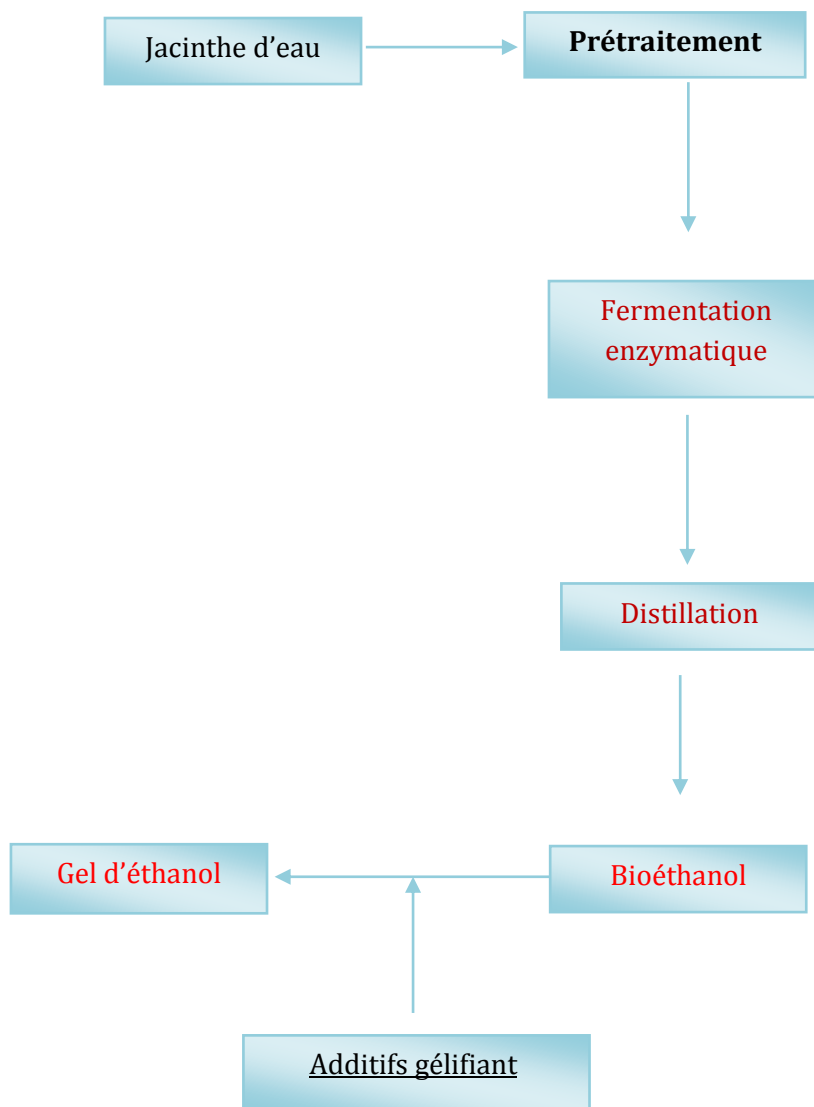 Jacinthe d’eau
Prétraitement
Fermentation
enzymatique
Distillation
Bioéthanol
Gel d’éthanol
Additifs gélifiant